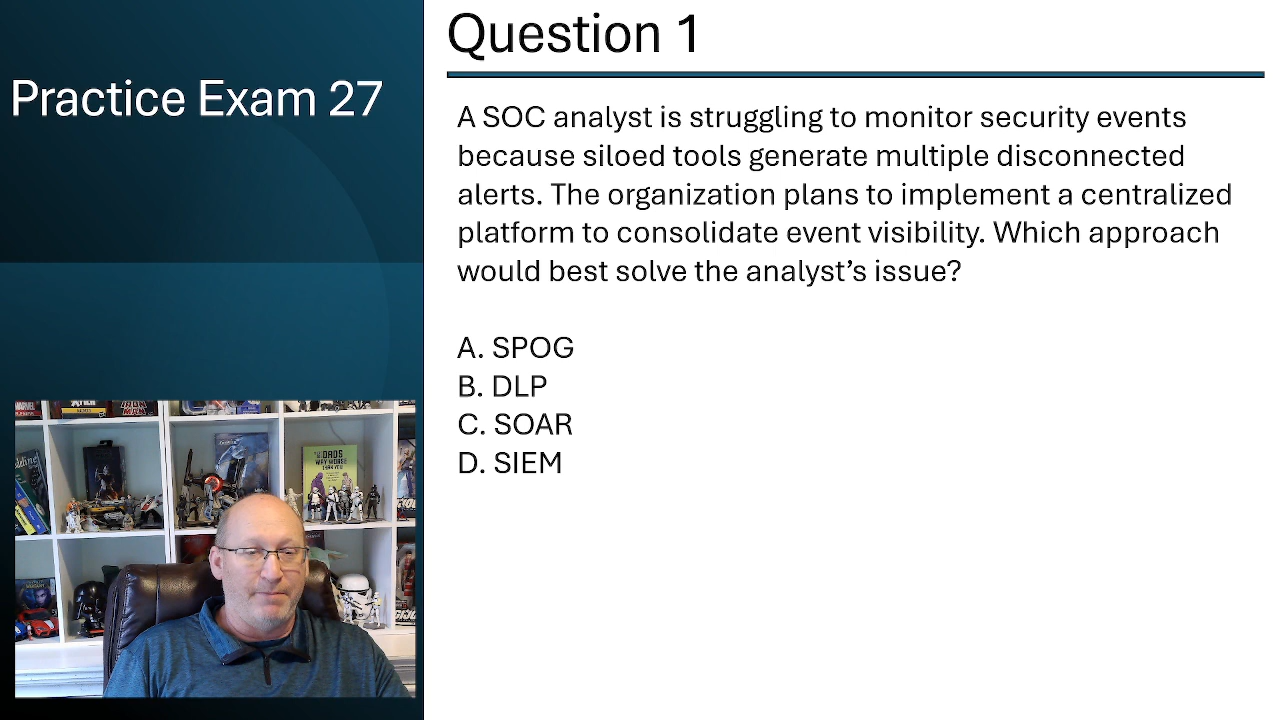 Practice Exam 27
Question 1
A SOC analyst is struggling to monitor security events
because siloed tools generate multiple disconnected
alerts. The organization plans to implement a centralized
platform to consolidate event visibility. Which approach
would best solve the analyst’s issue?
A. SPOG
B. DLP
C. SOAR
D. SIEM